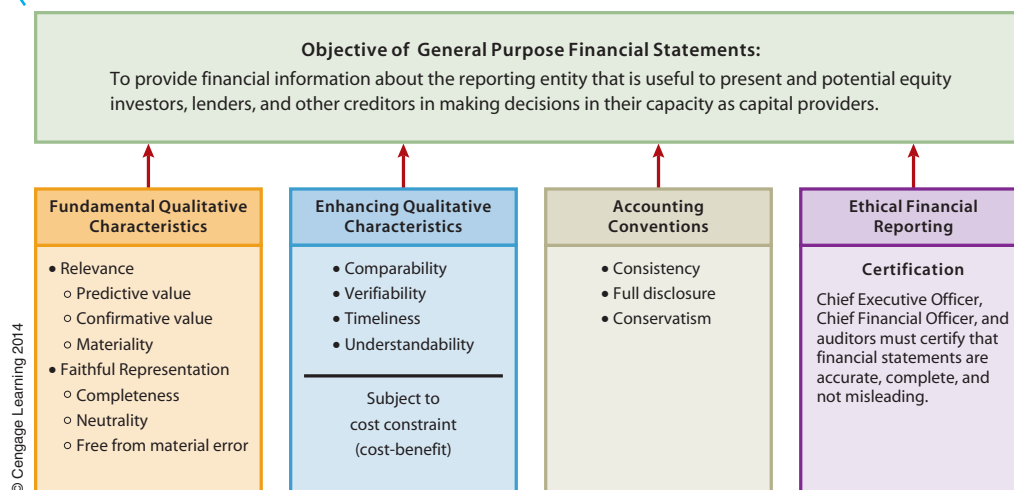 Objective of General Purpose Financial Statements:
To provide financial information about the reporting entity that is useful to present and potential equity
investors, lenders, and other creditors in making decisions in their capacity as capital providers.
Fundamental Qualitative
Characteristics
• Relevance
○ Predictive value
○ Confirmative value
○ Materiality
• Faithful Representation
○ Completeness
○ Neutrality
○ Free from material error
Enhancing Qualitative
Characteristics
• Comparability
• Verifiability
• Timeliness
• Understandability
Subject to
cost constraint
(cost-benefit)
Accounting
Conventions
• Consistency
• Full disclosure
• Conservatism
Ethical Financial
Reporting
Certification
Chief Executive Officer,
Chief Financial Officer, and
auditors must certify that
financial statements are
accurate, complete, and
not misleading.
© Cengage Learning 2014